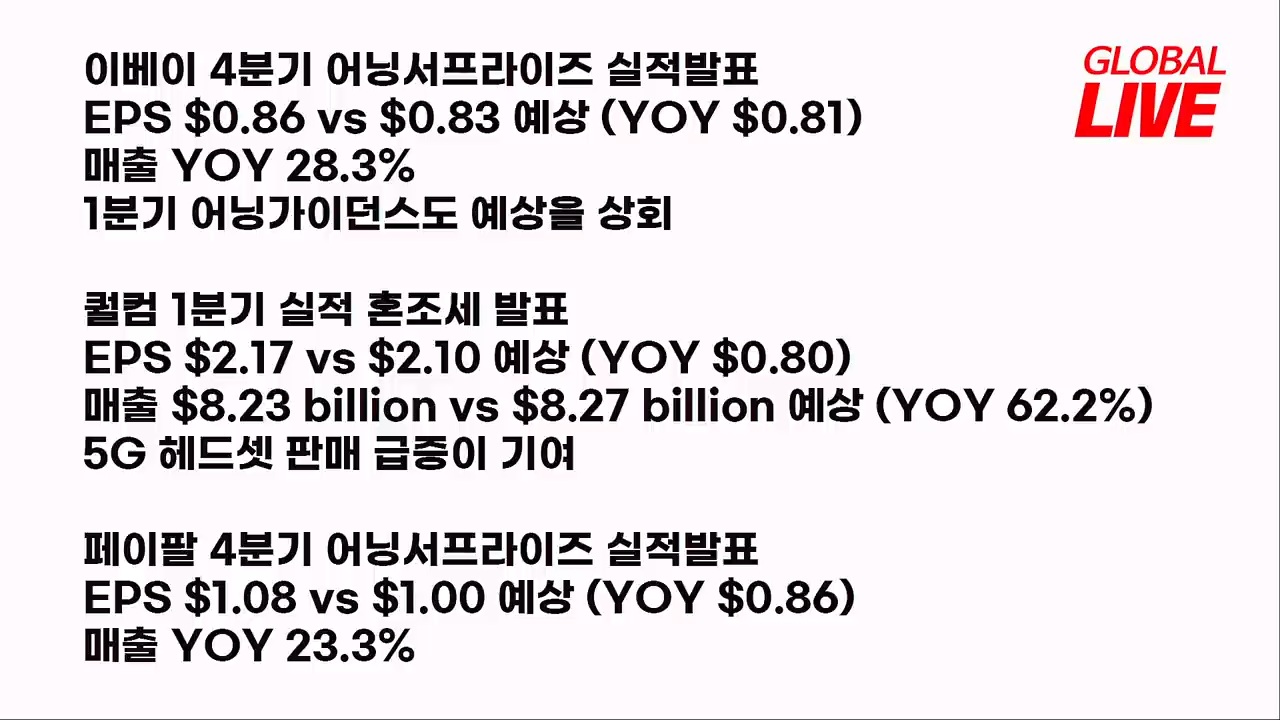 이베이 4분기 어닝서프라이즈 실적발표
EPS $0.86 vs $0.83 예상 (YOY $0.81)
매출 YOY 28.3%
1분기 어닝가이던스도 예상을 상회
GLOBAL
LIVE
퀄컴 1분기 실적 혼조세 발표
EPS $2.17 vs $2.10 예상 (YOY $0.80)
매출 $8.23 billion vs $8.27 billion 예상 (YOY 62.2%)
5G 헤드셋 판매 급증이 기여
페이팔 4분기 어닝서프라이즈 실적발표
EPS $1.08 vs $1.00 예상 (YOY $0.86)
매출 YOY 23.3%